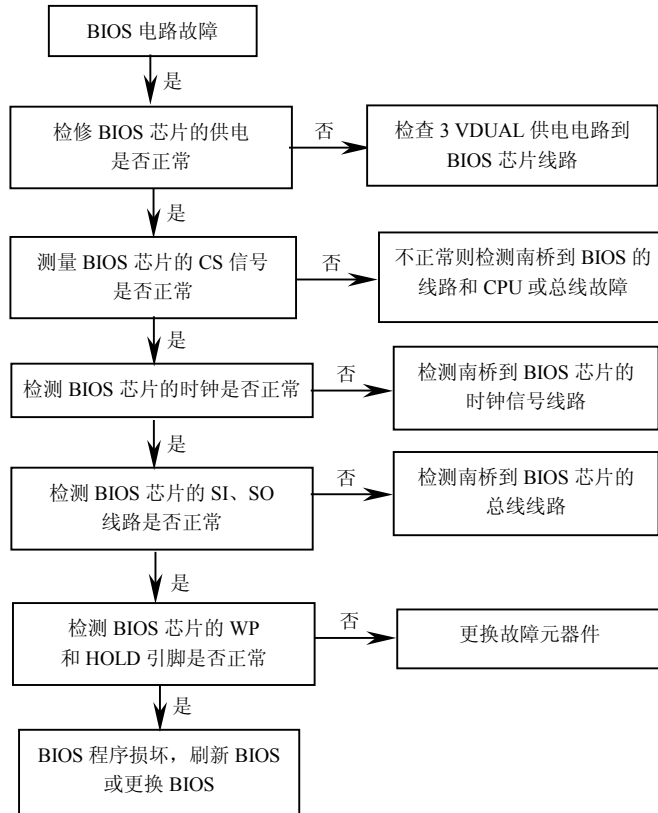 BIOS 电路故障
是
检修 BIOS 芯片的供电
是否正常
否
检查 3 VDUAL 供电电路到
BIOS 芯片线路
是
测量 BIOS 芯片的 CS 信号
是否正常
否
不正常则检测南桥到 BIOS 的
线路和 CPU 或总线故障
是
检测 BIOS 芯片的时钟是否正常
否
检测南桥到 BIOS 芯片的
时钟信号线路
是
检测 BIOS 芯片的 SI、SO
线路是否正常
否
检测南桥到 BIOS 芯片的
总线线路
是
检测 BIOS 芯片的 WP
和 HOLD 引脚是否正常
否
更换故障元器件
是
BIOS 程序损坏，刷新 BIOS
或更换 BIOS